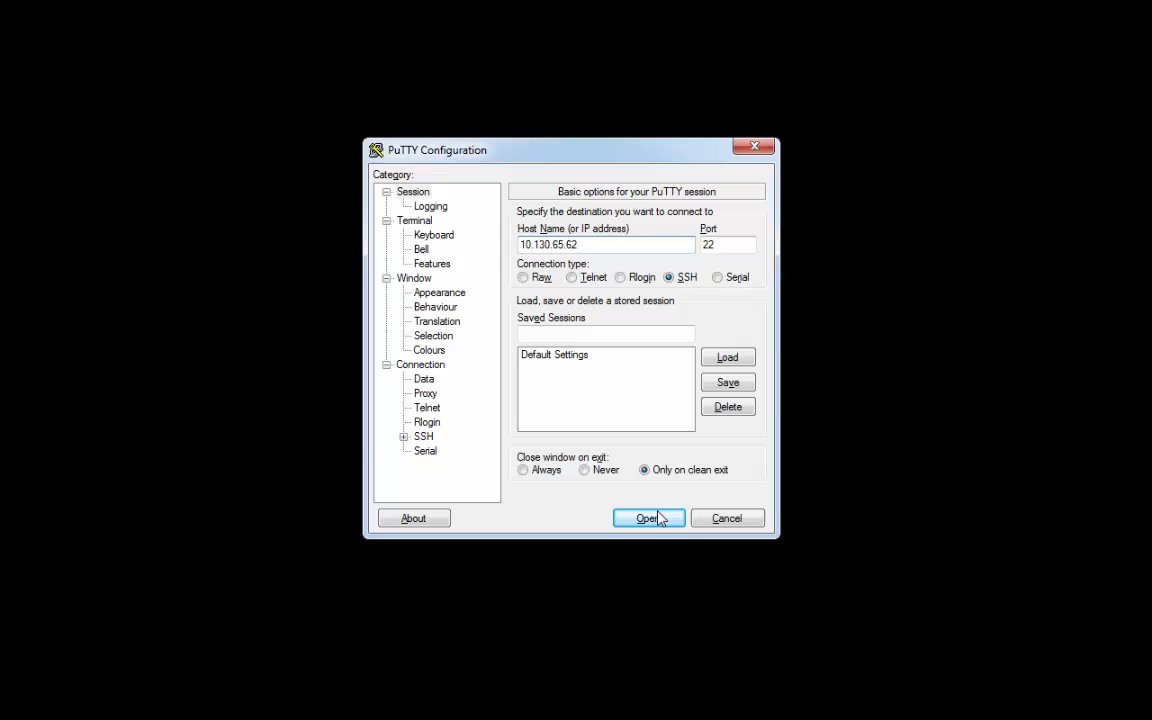 PuTTY Configuration
Category:
Session
Logging
Terminal
Keyboard
Bell
Features
Window
Appearance
Behaviour
Translation
Selection
Colours
Connection
Data
Proxy
Telnet
Rlogin
SSH
Serial
Basic options for your PuTTY session
Specify the destination you want to connect to
Host Name (or IP address) Port
10.130.65.62 22
Connection type:
Raw Telnet Rlogin SSH Serial
Load, save or delete a stored session
Saved Sessions
Default Settings
Load
Save
Delete
Close window on exit:
Always Never Only on clean exit
About Open Cancel